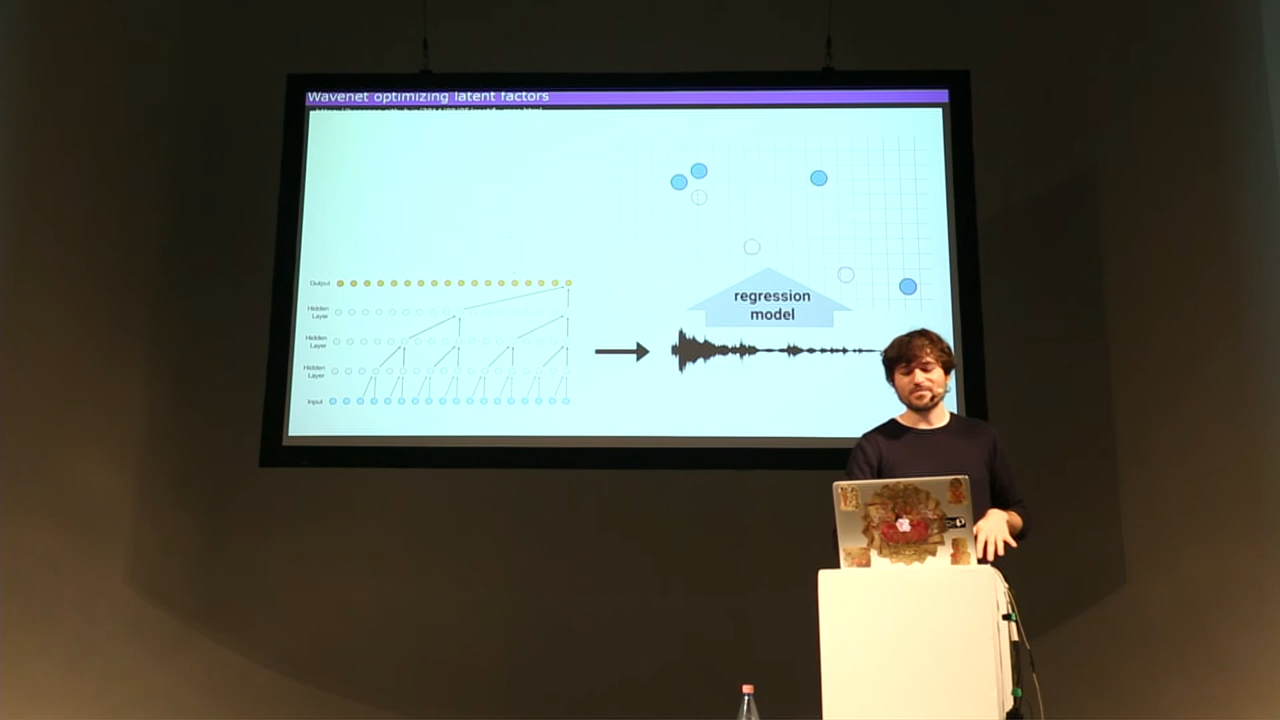 Wavenet optimizing latent factors
Output
Hidden
Layer
Hidden
Layer
Hidden
Layer
Input
regression
model